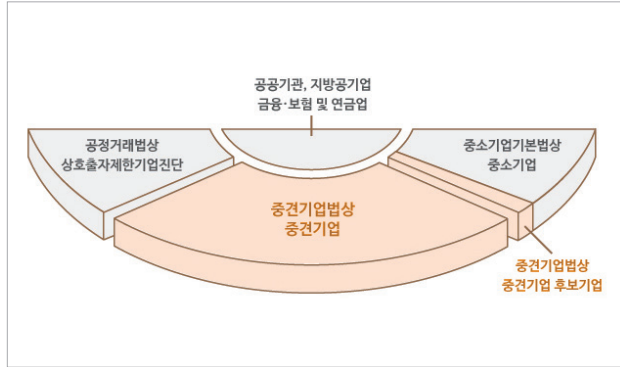 공공기관, 지방공기업
금융·보험 및 연금업
공정거래법상
상호출자제한기업진단
중소기업기본법상
중소기업
중견기업법상
중견기업
중견기업법상
중견기업 후보기업